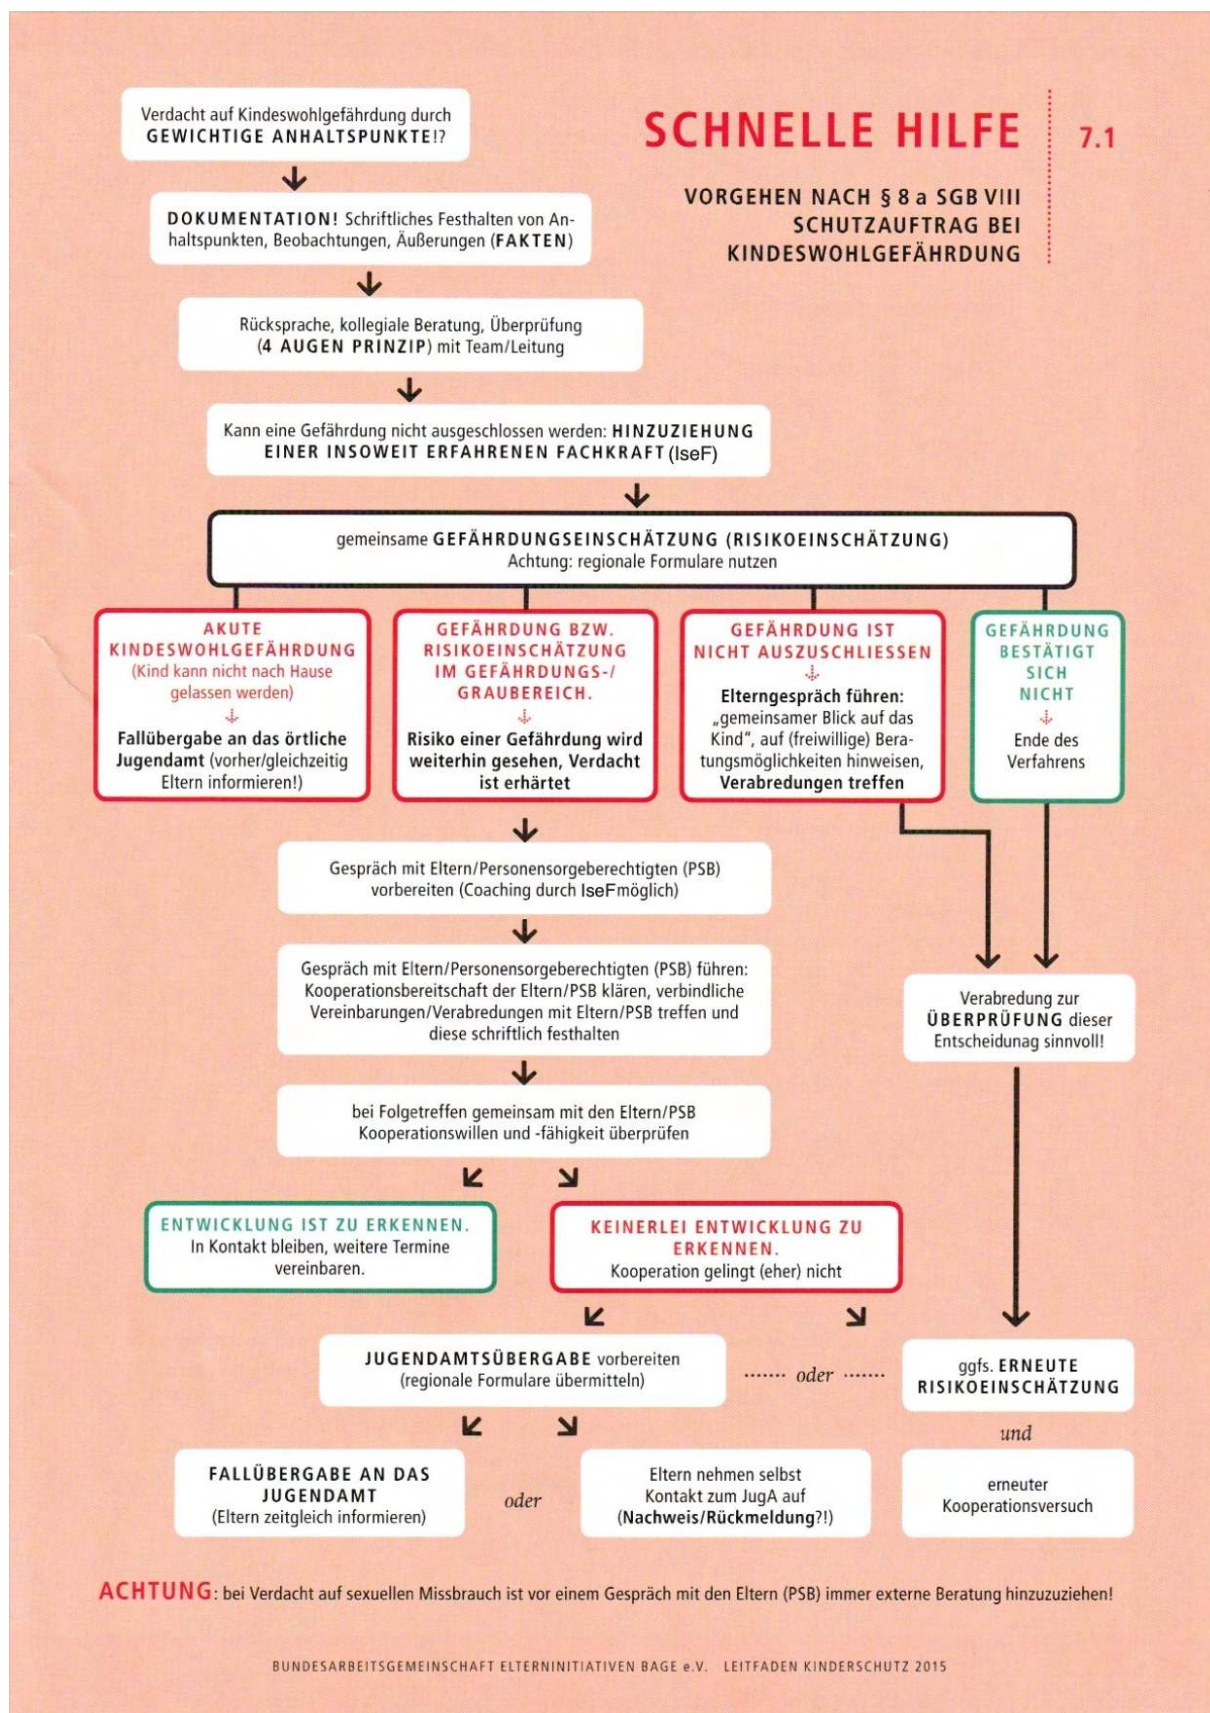 SCHNELLE HILFE
7.1
VORGEHEN NACH § 8 a SGB VIII
SCHUTZAUFTRAG BEI
KINDESWOHLGEFÄHRDUNG
Verdacht auf Kindeswohlgefährdung durch
GEWICHTIGE ANHALTSPUNKTE!?
DOKUMENTATION! Schriftliches Festhalten von An-
haltspunkten, Beobachtungen, Äußerungen (FAKTEN)
Rücksprache, kollegiale Beratung, Überprüfung
(4 AUGEN PRINZIP) mit Team/Leitung
Kann eine Gefährdung nicht ausgeschlossen werden: HINZUZIEHUNG
EINER INSOWEIT ERFAHRENEN FACHKRAFT (IseF)
gemeinsame GEFÄHRDUNGSEINSCHÄTZUNG (RISIKOEINSCHÄTZUNG)
Achtung: regionale Formulare nutzen
AKUTE
KINDESWOHLGEFÄHRDUNG
(Kind kann nicht nach Hause
gelassen werden)
Fallübergabe an das örtliche
Jugendamt (vorher/gleichzeitig
Eltern informieren!)
GEFÄHRDUNG BZW.
RISIKOEINSCHÄTZUNG
IM GEFÄHRDUNGS-/
GRAUBEREICH.
Risiko einer Gefährdung wird
weiterhin gesehen, Verdacht
ist erhärtet
GEFÄHRDUNG IST
NICHT AUSZUSCHLIESSEN
Elterngespräch führen:
„gemeinsamer Blick auf das
Kind“, auf (freiwillige) Bera-
tungsmöglichkeiten hinweisen,
Verabredungen treffen
GEFÄHRDUNG
BESTÄTIGT
SICH
NICHT
Ende des
Verfahrens
Gespräch mit Eltern/Personensorgeberechtigten (PSB)
vorbereiten (Coaching durch IseFmöglich)
Gespräch mit Eltern/Personensorgeberechtigten (PSB) führen:
Kooperationsbereitschaft der Eltern/PSB klären, verbindliche
Vereinbarungen/Verabredungen mit Eltern/PSB treffen und
diese schriftlich festhalten
Verabredung zur
ÜBERPRÜFUNG dieser
Entscheidunag sinnvoll!
bei Folgetreffen gemeinsam mit den Eltern/PSB
Kooperationswillen und -fähigkeit überprüfen
ENTWICKLUNG IST ZU ERKENNEN.
In Kontakt bleiben, weitere Termine
vereinbaren.
KEINERLEI ENTWICKLUNG ZU
ERKENNEN.
Kooperation gelingt (eher) nicht
JUGENDAMTSÜBERGABE vorbereiten
(regionale Formulare übermitteln)
....... oder .......
ggfs. ERNEUTE
RISIKOEINSCHÄTZUNG
und
FALLÜBERGABE AN DAS
JUGENDAMT
(Eltern zeitgleich informieren)
oder
Eltern nehmen selbst
Kontakt zum JugA auf
(Nachweis/Rückmeldung?!)
erneuter
Kooperationsversuch
ACHTUNG: bei Verdacht auf sexuellen Missbrauch ist vor einem Gespräch mit den Eltern (PSB) immer externe Beratung hinzuzuziehen!
BUNDESARBEITSGEMEINSCHAFT ELTERNINITIATIVEN BAGE e.V. LEITFADEN KINDERSCHUTZ 2015